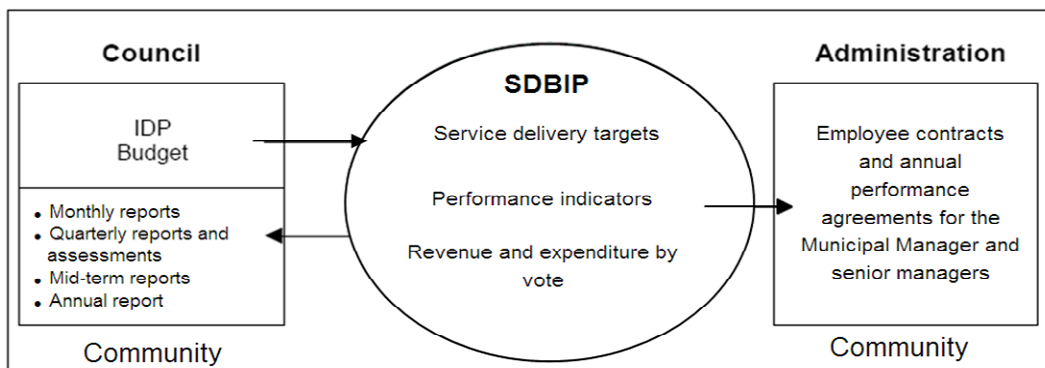 Council
IDP
Budget
• Monthly reports
• Quarterly reports and
assessments
• Mid-term reports
• Annual report
Community
SDBIP
Service delivery targets
Performance indicators
Revenue and expenditure by
vote
Administration
Employee contracts
and annual
performance
agreements for the
Municipal Manager and
senior managers
Community